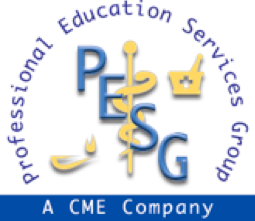 Professional Education Services Group
PESG
A CME Company